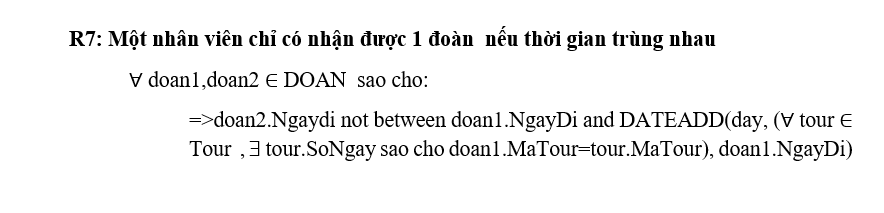 R7: Một nhân viên chỉ có nhận được 1 đoàn nếu thời gian trùng nhau
∀ doan1,doan2 ∈ DOAN sao cho:
=>doan2.Ngaydi not between doan1.NgayDi and DATEADD(day, (∀ tour ∈
Tour , ∃ tour.SoNgay sao cho doan1.MaTour=tour.MaTour), doan1.NgayDi)